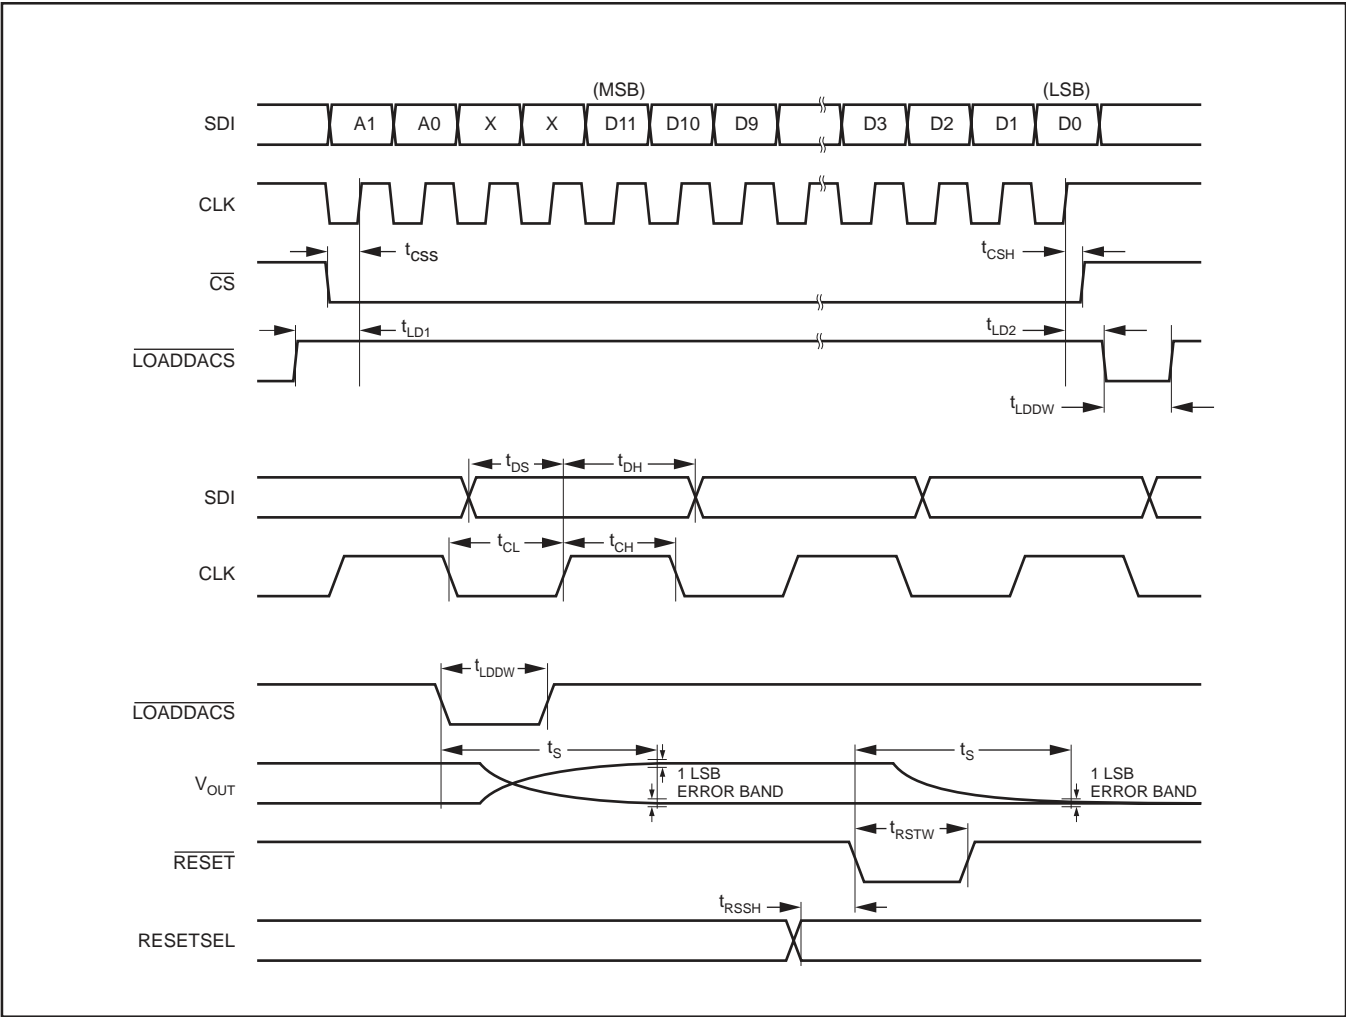 (MSB) (LSB)
SDI A1 A0 X X D11 D10 D9 D3 D2 D1 D0
CLK
tCSS tCSH
CS
tLD1 tLD2
LOADDACS
tLDDW
tDS tDH
SDI
tCL tCH
CLK
tLDDW
LOADDACS
tS tS
VOUT
1 LSB
ERROR BAND
1 LSB
ERROR BAND
tRSTW
RESET
tRSSH
RESETSEL